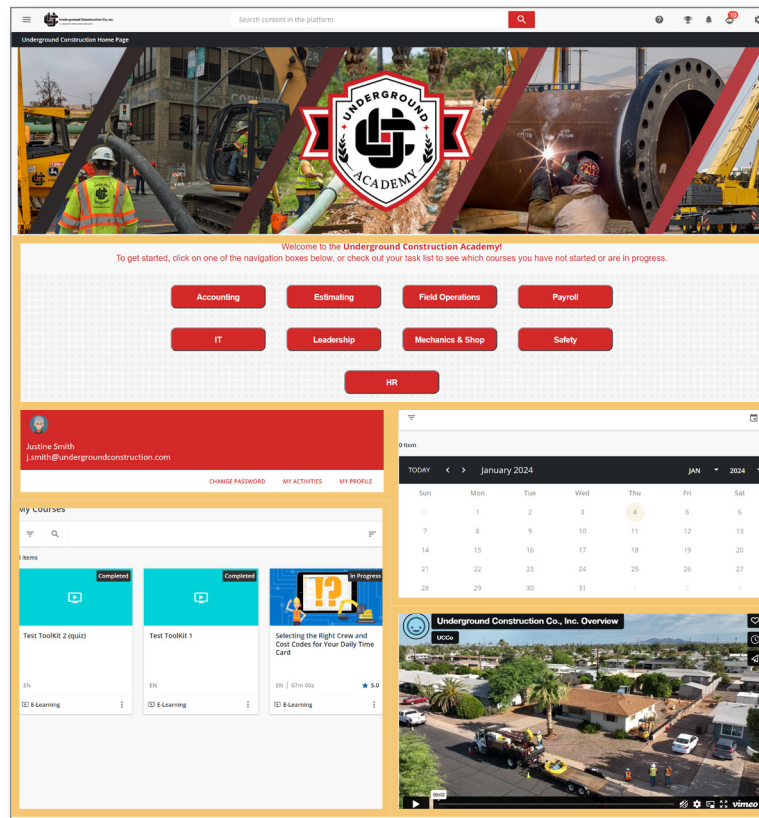 Underground Construction Co., Inc.
Search content in the platform
10
Underground Construction Home Page
UNDERGROUND
ACADEMY
Welcome to the Underground Construction Academy!
To get started, click on one of the navigation boxes below, or check out your task list to see which courses you have not started or are in progress.
Accounting
Estimating
Field Operations
Payroll
IT
Leadership
Mechanics & Shop
Safety
HR
Justine Smith
j.smith@undergroundconstruction.com
CHANGE PASSWORD MY ACTIVITIES MY PROFILE
0 Item
TODAY < > January 2024 JAN 2024
Sun Mon Tue Wed Thu Fri Sat
31 1 2 3 4 5 6
7 8 9 10 11 12 13
14 15 16 17 18 19 20
21 22 23 24 25 26 27
28 29 30 31 1 2 3
My Courses
Items
Completed
Completed
In Progress
!?
Test ToolKit 2 (quiz)
Test ToolKit 1
Selecting the Right Crew and
Cost Codes for Your Daily Time
Card
EN
EN
EN | 07m 00s
5.0
E-Learning
E-Learning
E-Learning
Underground Construction Co., Inc. Overview
UCCo
06:02
vimeo